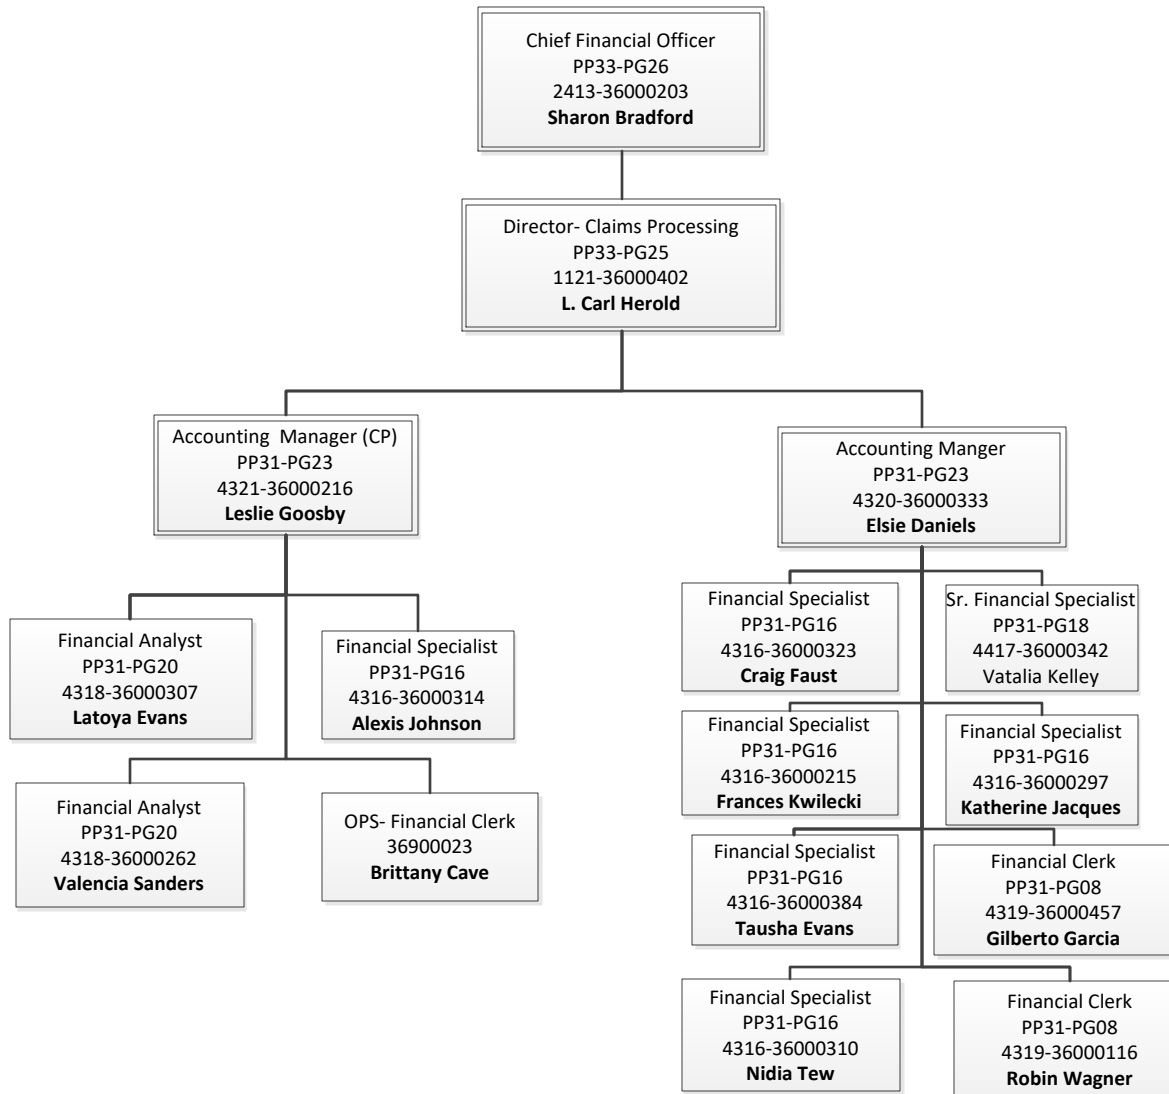 Chief Financial Officer
PP33-PG26
2413-36000203
Sharon Bradford
Director- Claims Processing
PP33-PG25
1121-36000402
L. Carl Herold
Accounting  Manager (CP)
PP31-PG23
4321-36000216
Leslie Goosby
Accounting Manger
PP31-PG23
4320-36000333
Elsie Daniels
Financial Analyst
PP31-PG20
4318-36000307
Latoya Evans
Financial Specialist
PP31-PG16
4316-36000314
Alexis Johnson
Financial Analyst
PP31-PG20
4318-36000262
Valencia Sanders
OPS- Financial Clerk
36900023
Brittany Cave
Financial Specialist
PP31-PG16
4316-36000323
Craig Faust
Sr. Financial Specialist
PP31-PG18
4417-36000342
Vatalia Kelley
Financial Specialist
PP31-PG16
4316-36000215
Frances Kwilecki
Financial Specialist
PP31-PG16
4316-36000297
Katherine Jacques
Financial Specialist
PP31-PG16
4316-36000384
Tausha Evans
Financial Clerk
PP31-PG08
4319-36000457
Gilberto Garcia
Financial Specialist
PP31-PG16
4316-36000310
Nidia Tew
Financial Clerk
PP31-PG08
4319-36000116
Robin Wagner